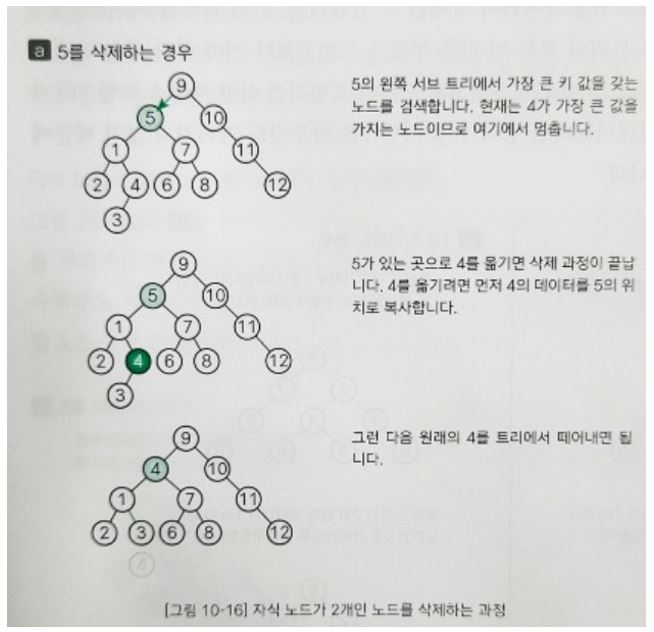 a 5를 삭제하는 경우
9
5 10
1 7 11
2 4 6 8 12
3
5의 왼쪽 서브 트리에서 가장 큰 키 값을 갖는
노드를 검색합니다. 현재는 4가 가장 큰 값을
가지는 노드이므로 여기에서 멈춥니다.
9
5 10
1 7 11
2 4 6 8 12
3
5가 있는 곳으로 4를 옮기면 삭제 과정이 끝납
니다. 4를 옮기려면 먼저 4의 데이터를 5의 위
치로 복사합니다.
9
4 10
1 7 11
2 3 6 8 12
4
그런 다음 원래의 4를 트리에서 떼어내면 됩
니다.
[그림 10-16] 자식 노드가 2개인 노드를 삭제하는 과정